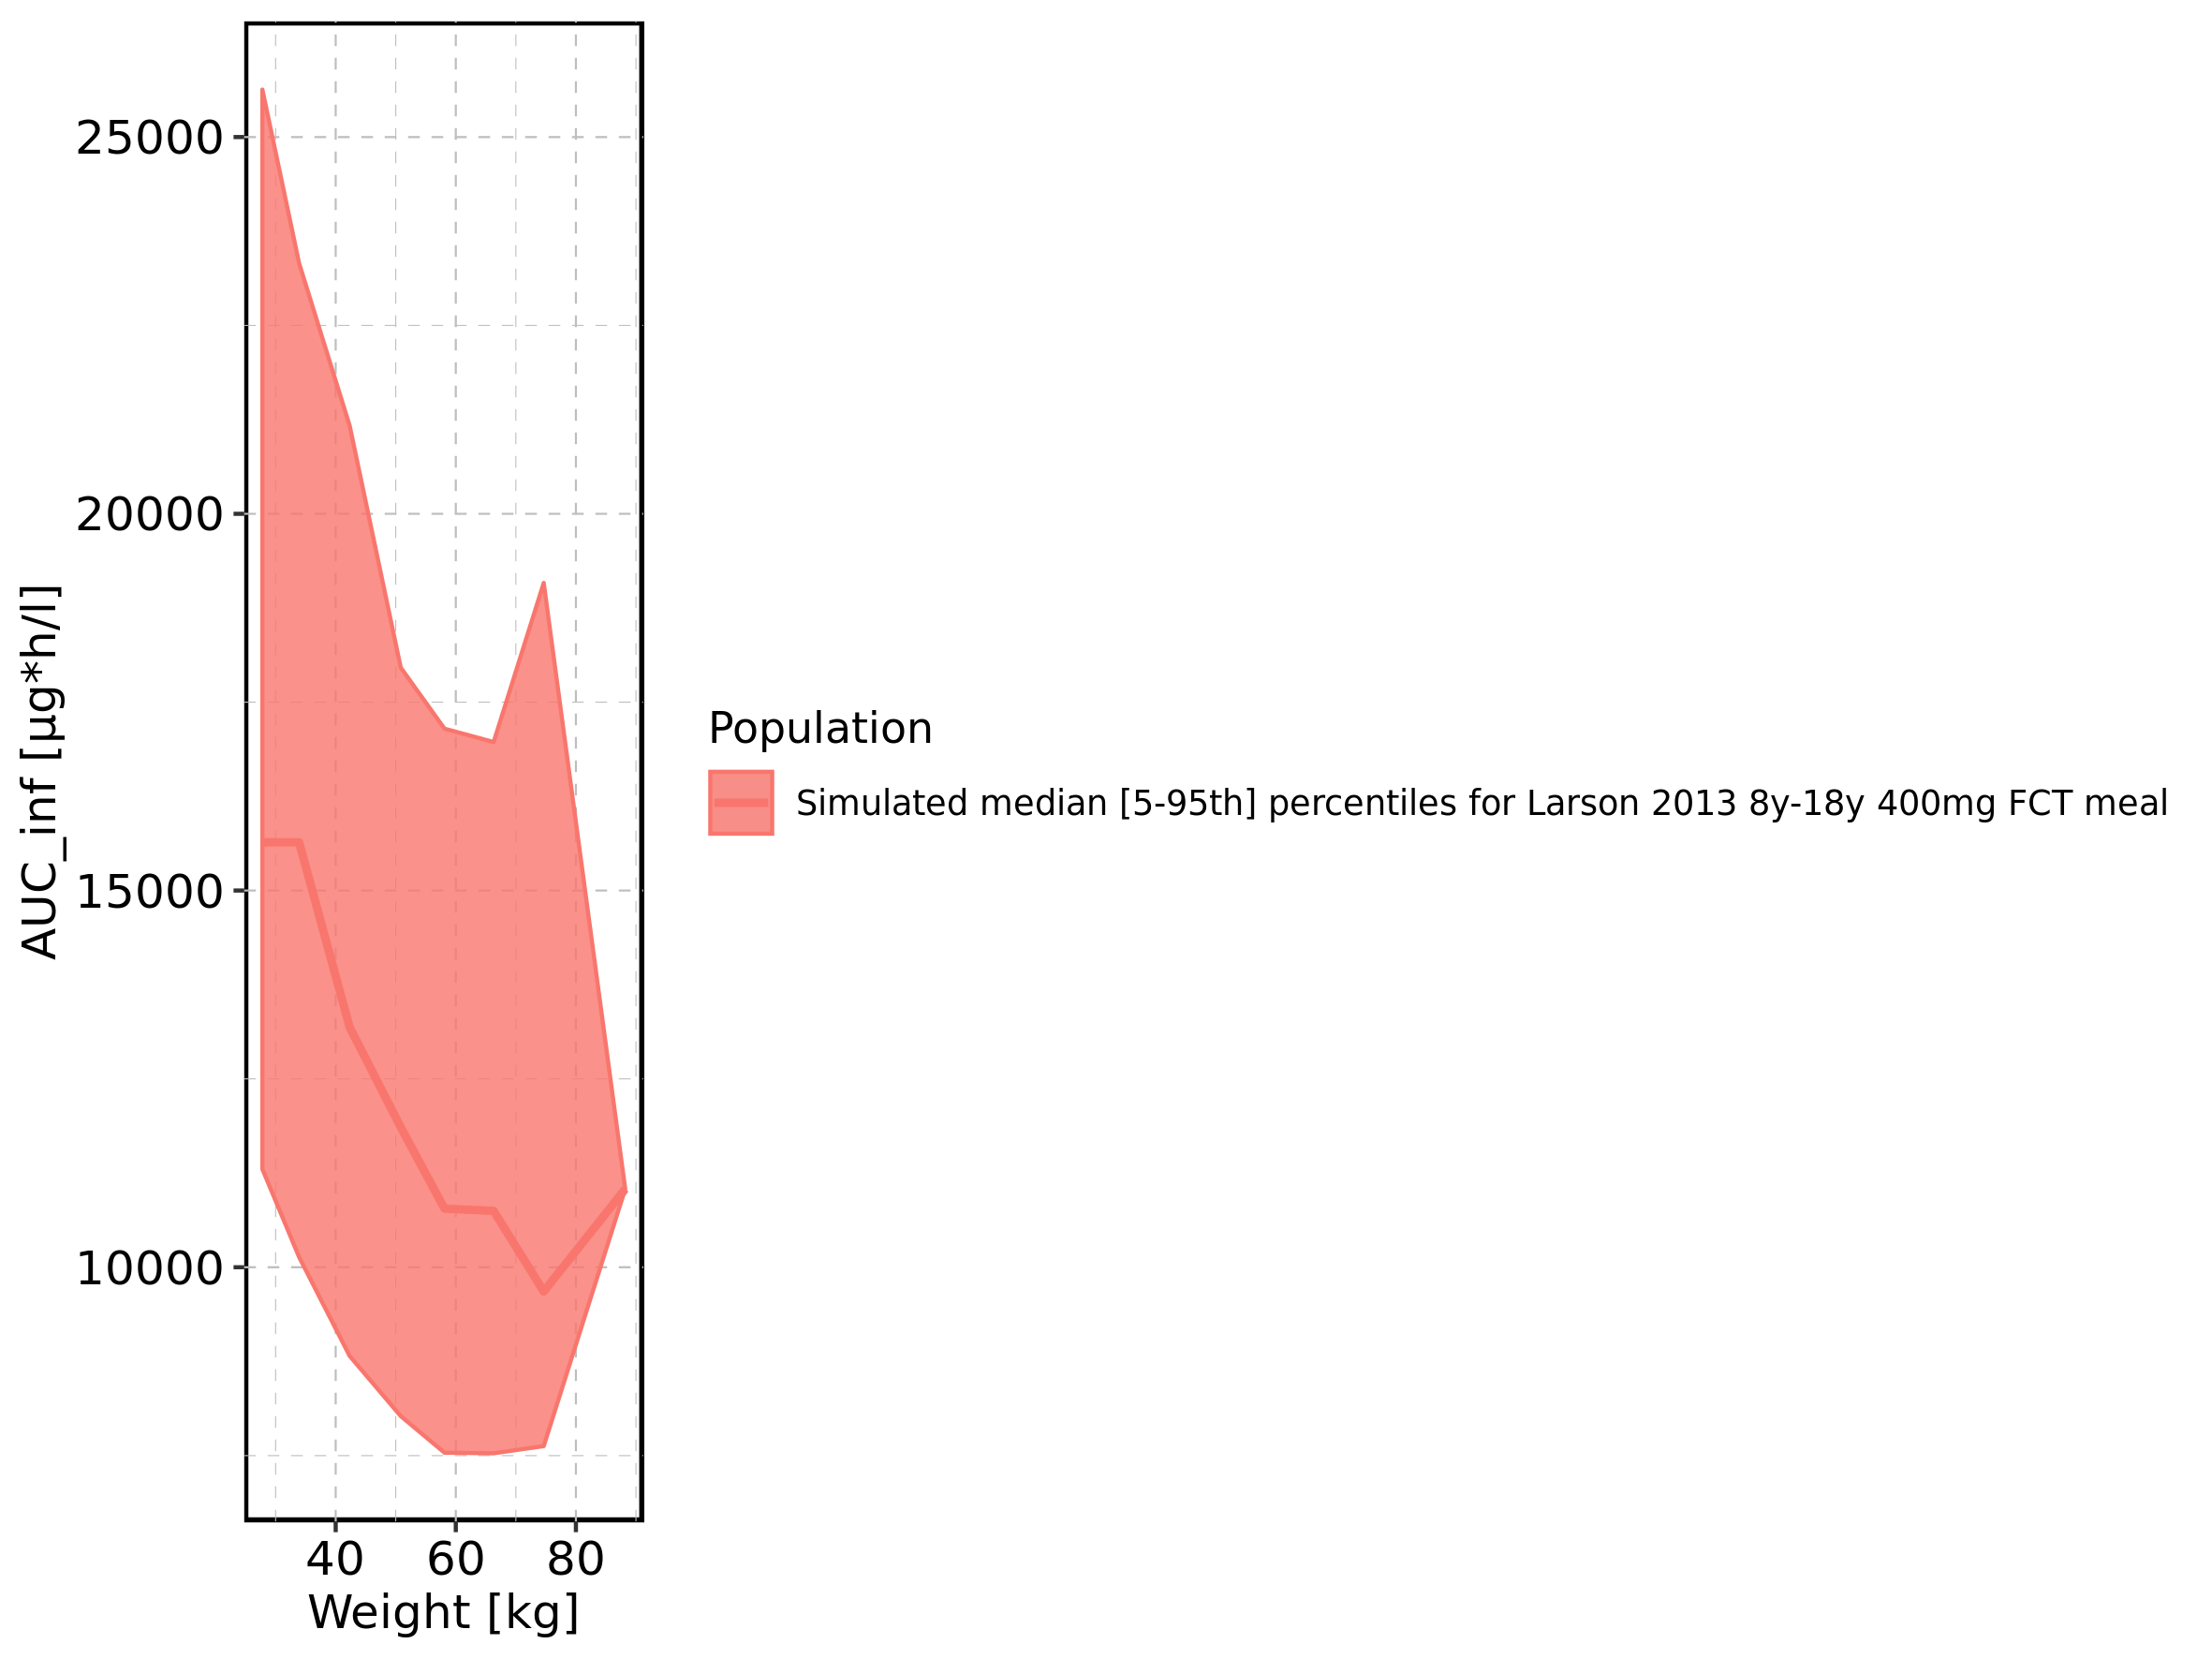 25000
20000
15000
10000
AUC_inf [µg*h/l]
40 60 80
Weight [kg]
Population
Simulated median [5-95th] percentiles for Larson 2013 8y-18y 400mg FCT meal